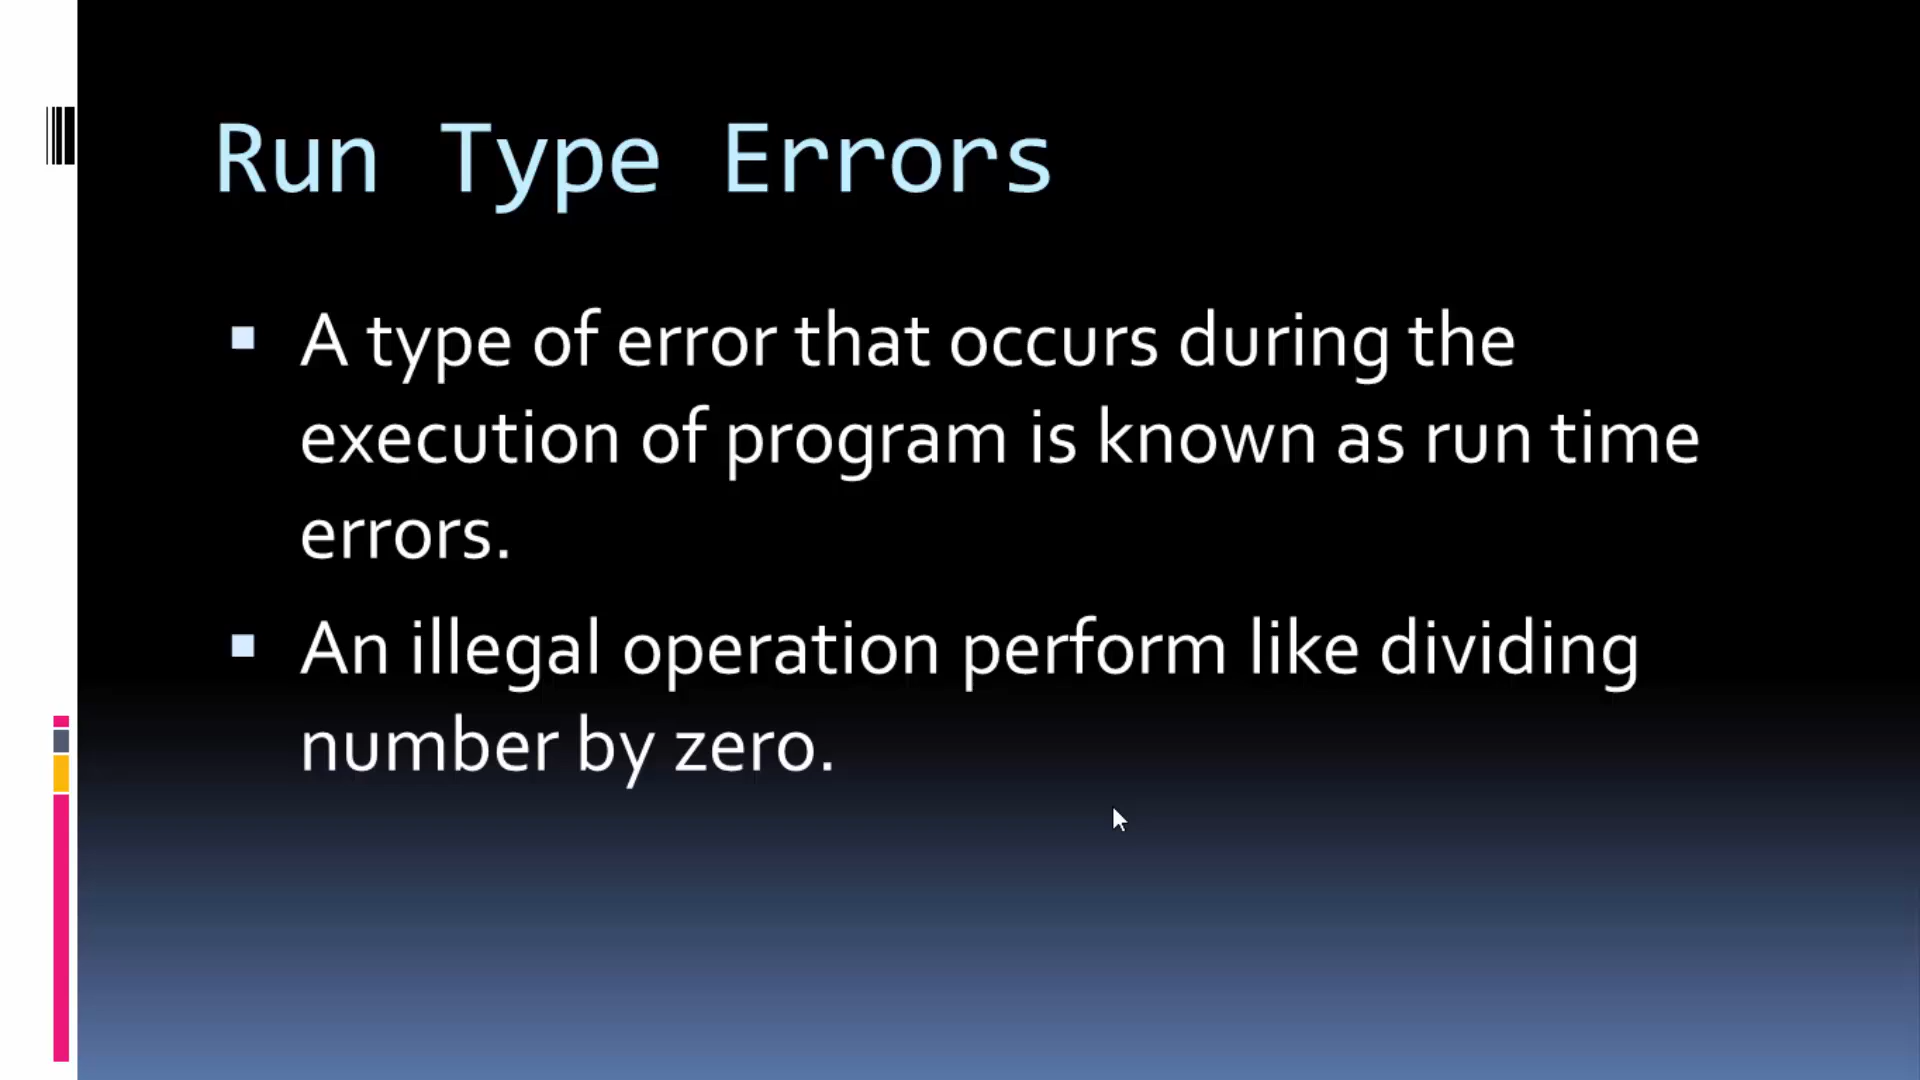 Run Type Errors
A type of error that occurs during the
execution of program is known as run time
errors.
An illegal operation perform like dividing
number by zero.